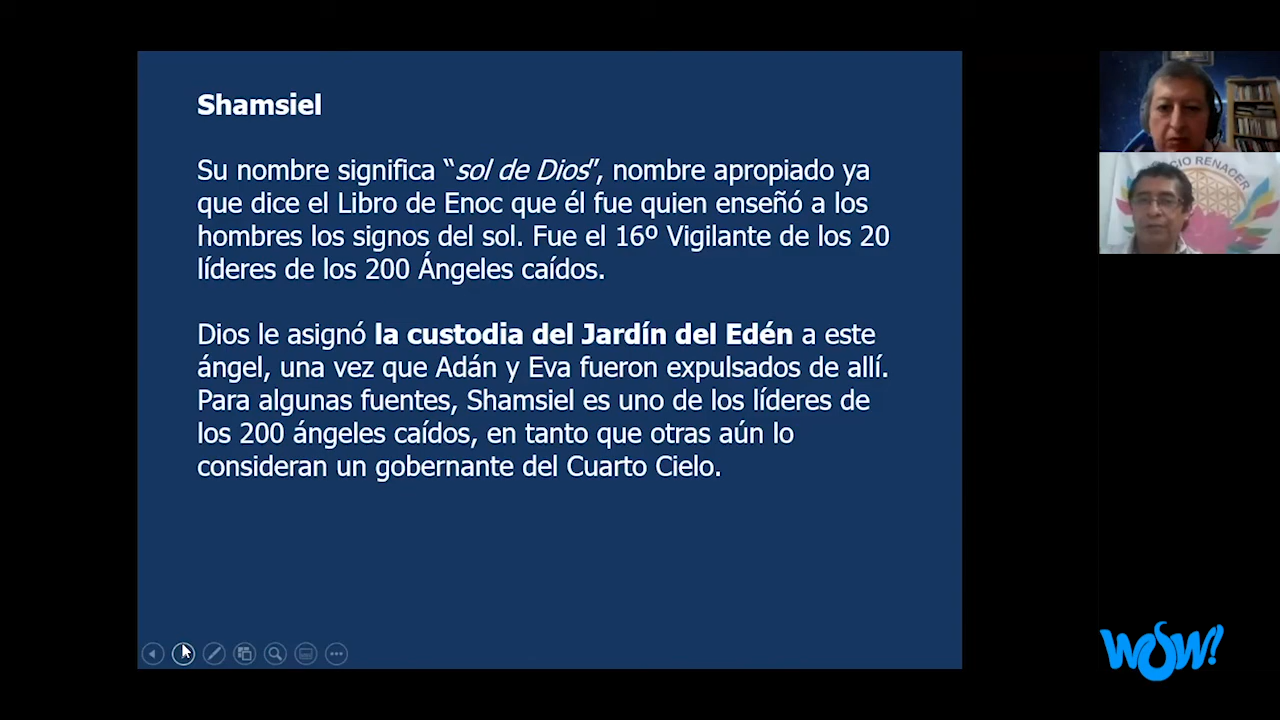 Shamsiel
Su nombre significa “sol de Dios”, nombre apropiado ya
que dice el Libro de Enoc que él fue quien enseñó a los
hombres los signos del sol. Fue el 16º Vigilante de los 20
líderes de los 200 Ángeles caídos.
Dios le asignó la custodia del Jardín del Edén a este
ángel, una vez que Adán y Eva fueron expulsados de allí.
Para algunas fuentes, Shamsiel es uno de los líderes de
los 200 ángeles caídos, en tanto que otras aún lo
consideran un gobernante del Cuarto Cielo.
RENACER
WOW!